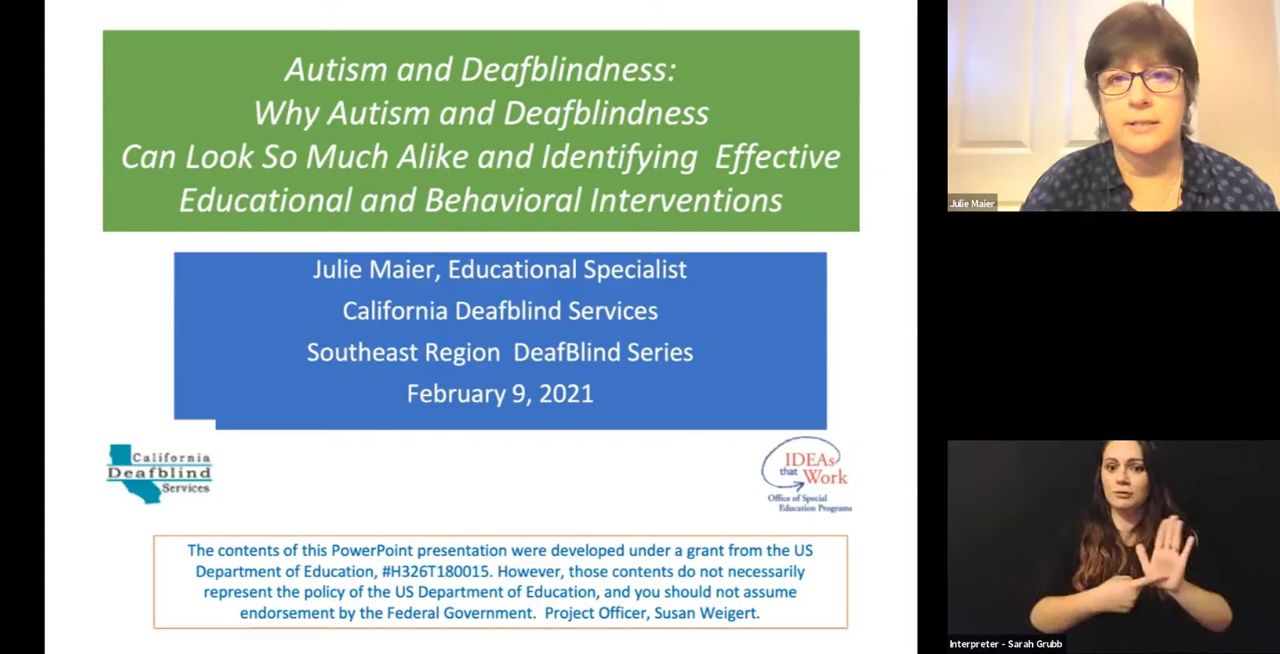 Autism and Deafblindness:
Why Autism and Deafblindness
Can Look So Much Alike and Identifying Effective
Educational and Behavioral Interventions
Julie Maier, Educational Specialist
California Deafblind Services
Southeast Region DeafBlind Series
February 9, 2021
California
Deafblind
Services
IDEAs
that Work
Office of Special
Education Programs
The contents of this PowerPoint presentation were developed under a grant from the US
Department of Education, #H326T180015. However, those contents do not necessarily
represent the policy of the US Department of Education, and you should not assume
endorsement by the Federal Government. Project Officer, Susan Weigert.
Julie Maier
Interpreter - Sarah Grubb